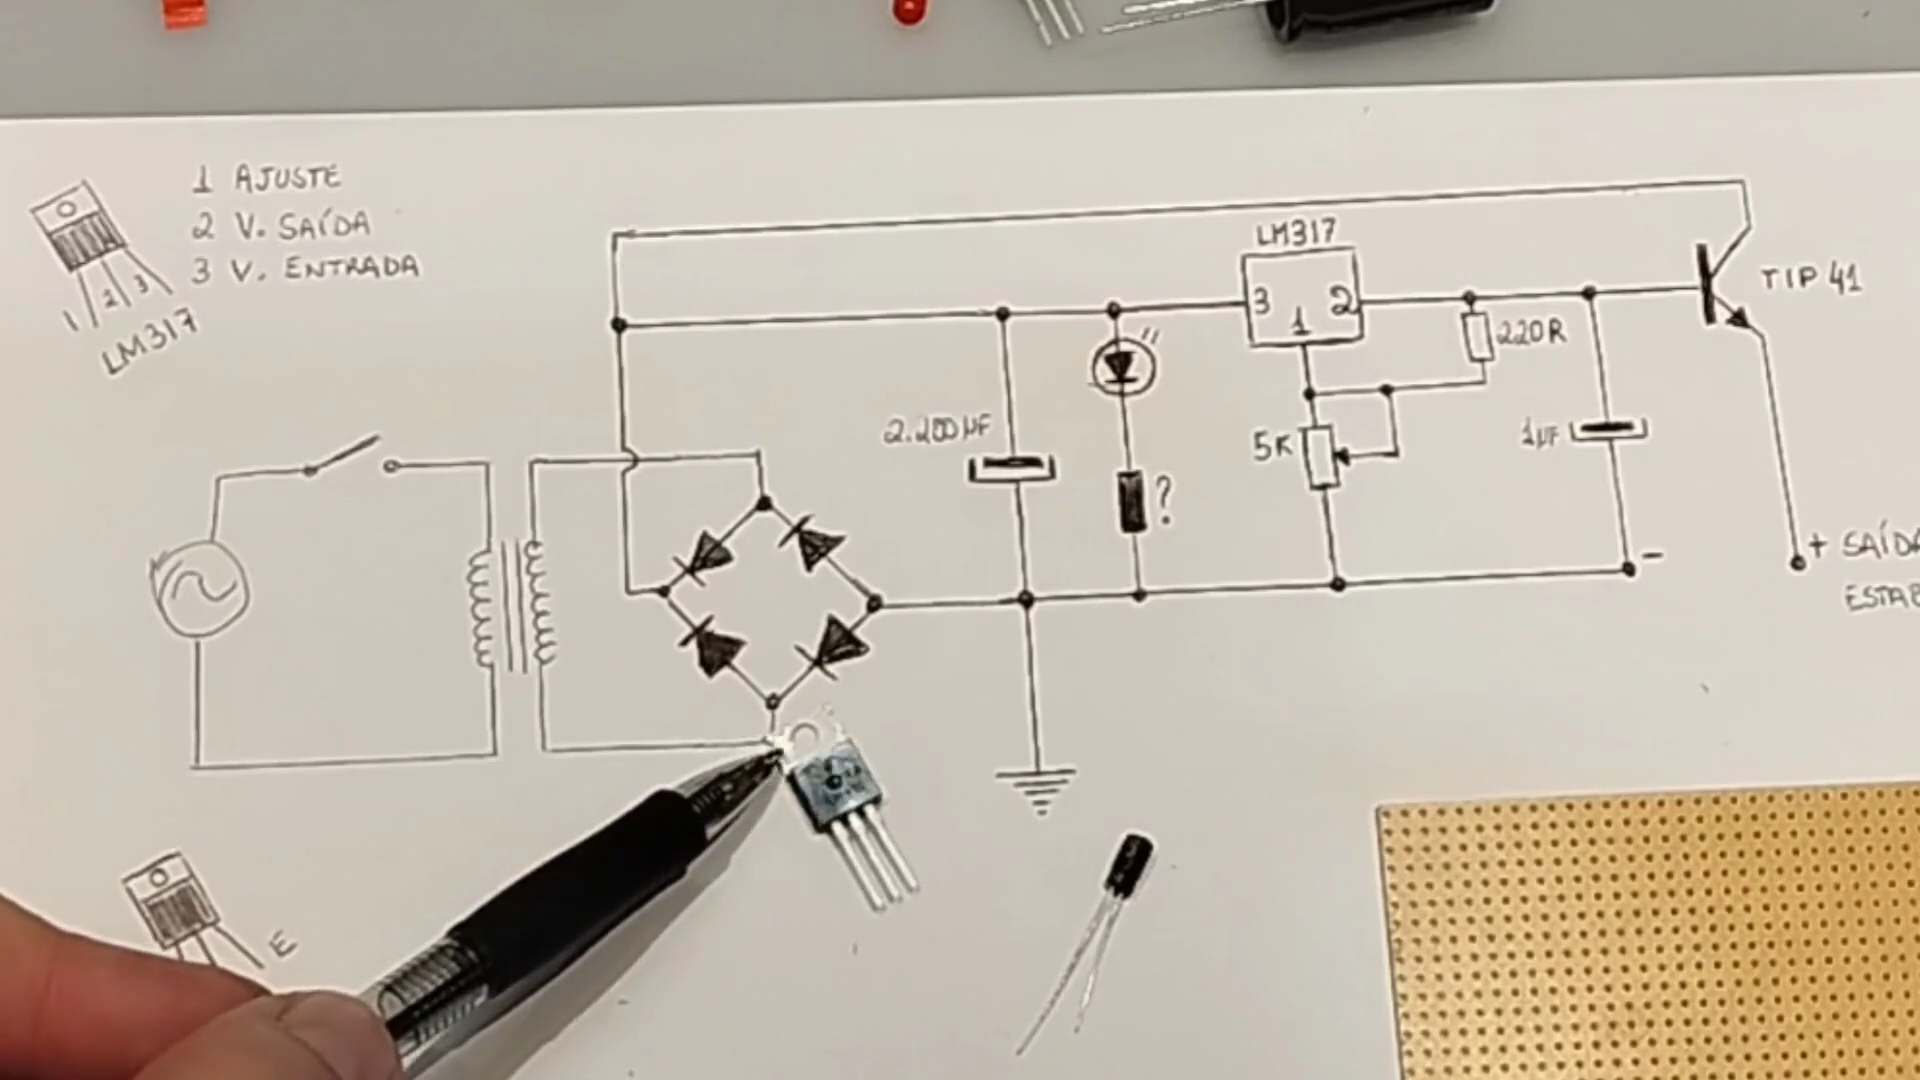 1 AJUSTE
2 V. SAÍDA
3 V. ENTRADA
1 2 3
LM317
LM317
3 1 2
TIP 41
220R
2.200µF
5K
1µF
?
-
+ SAÍDA
ESTAB
E